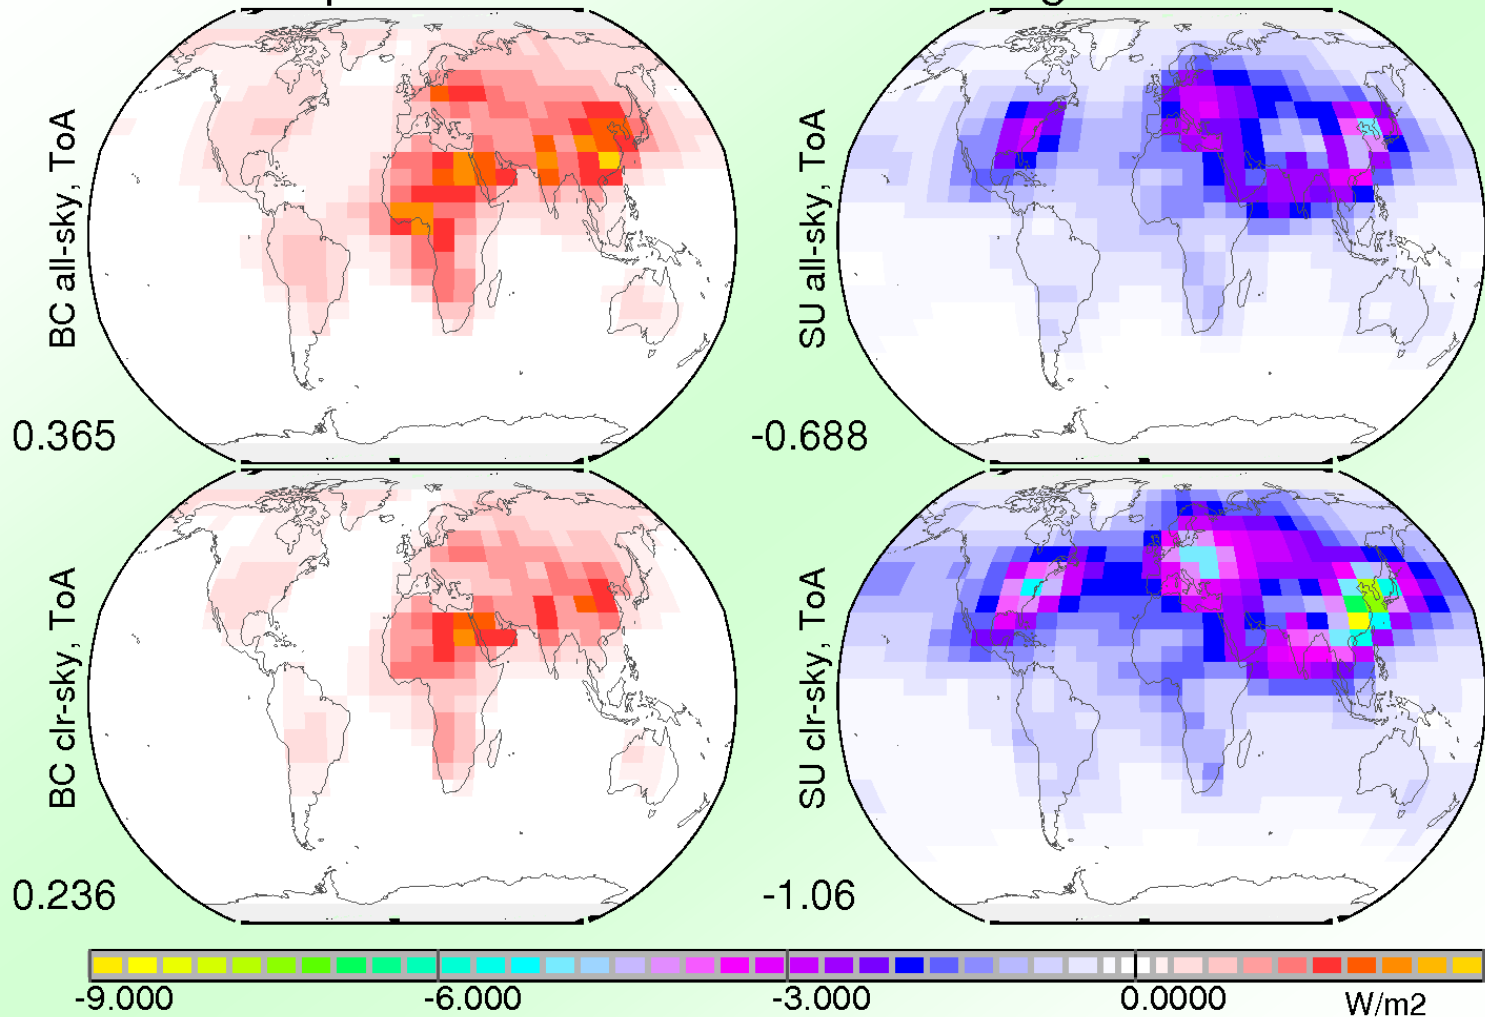 BC all-sky, ToA
0.365
SU all-sky, ToA
-0.688
BC clr-sky, ToA
0.236
SU clr-sky, ToA
-1.06
-9.000 -6.000 -3.000 0.0000 W/m2